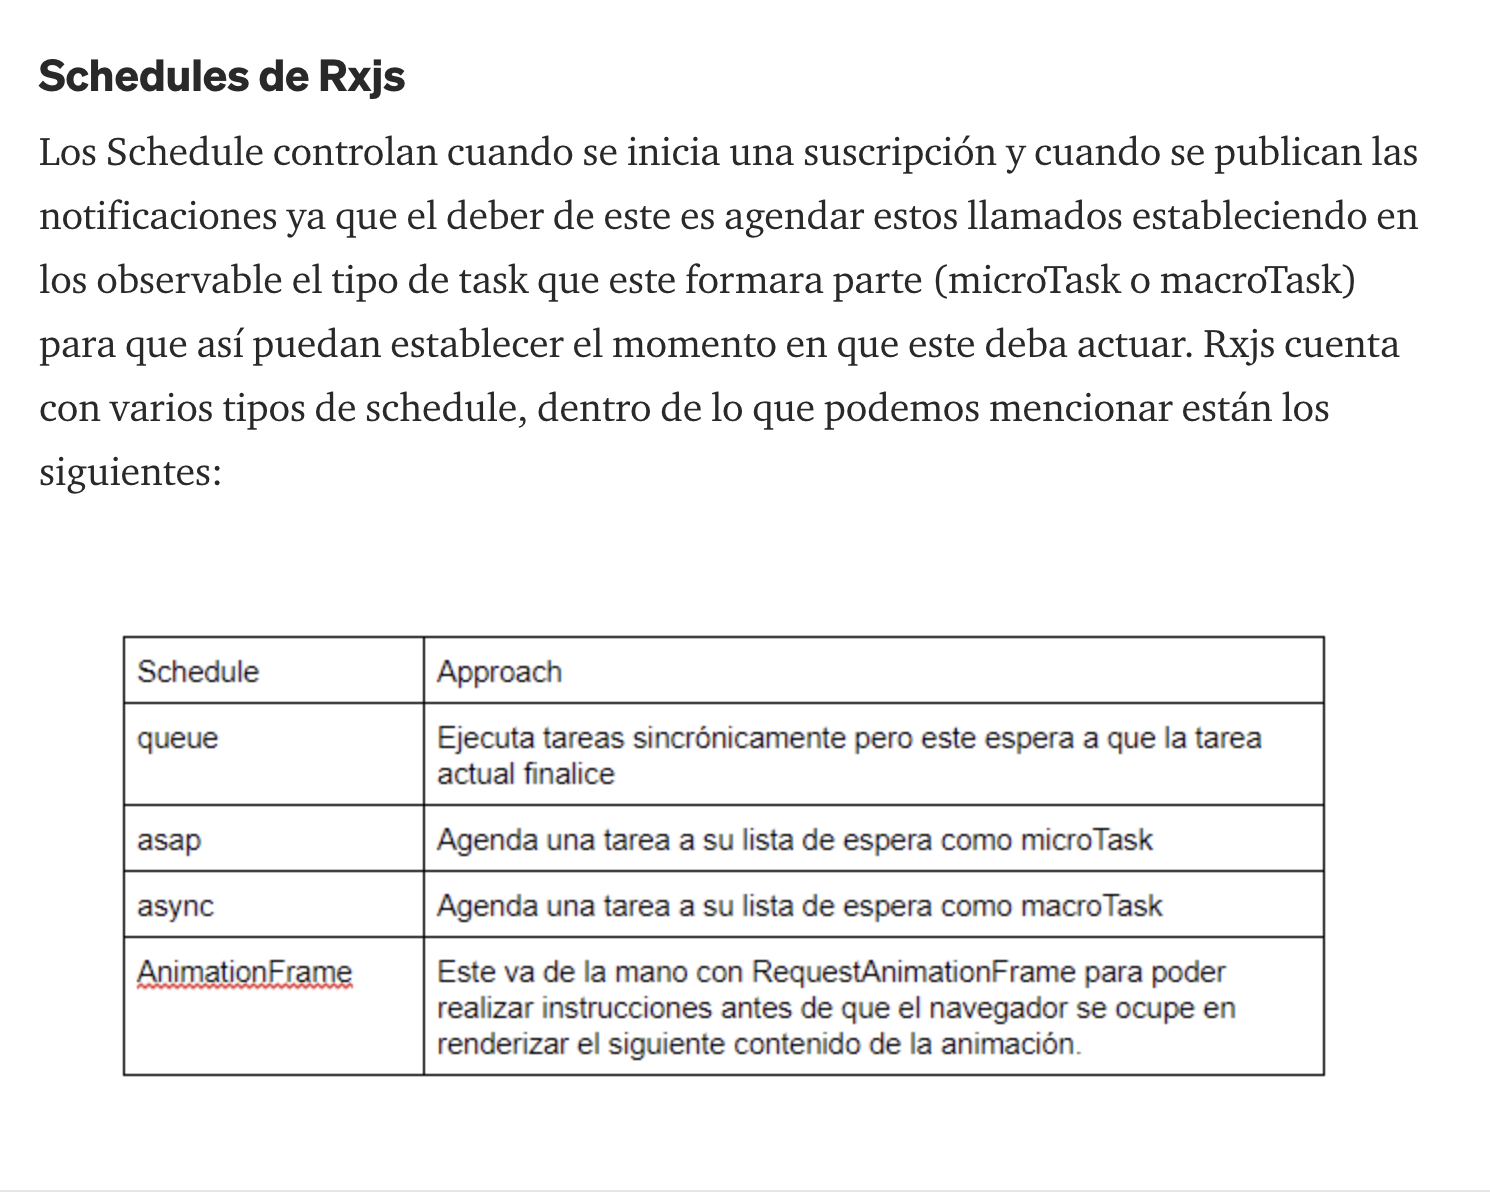 Schedules de Rxjs
Los Schedule controlan cuando se inicia una suscripción y cuando se publican las
notificaciones ya que el deber de este es agendar estos llamados estableciendo en
los observable el tipo de task que este formara parte (microTask o macroTask)
para que así puedan establecer el momento en que este deba actuar. Rxjs cuenta
con varios tipos de schedule, dentro de lo que podemos mencionar están los
siguientes:
Schedule Approach
queue Ejecuta tareas sincrónicamente pero este espera a que la tarea
actual finalice
asap Agenda una tarea a su lista de espera como microTask
async Agenda una tarea a su lista de espera como macroTask
AnimationFrame Este va de la mano con RequestAnimationFrame para poder
realizar instrucciones antes de que el navegador se ocupe en
renderizar el siguiente contenido de la animación.